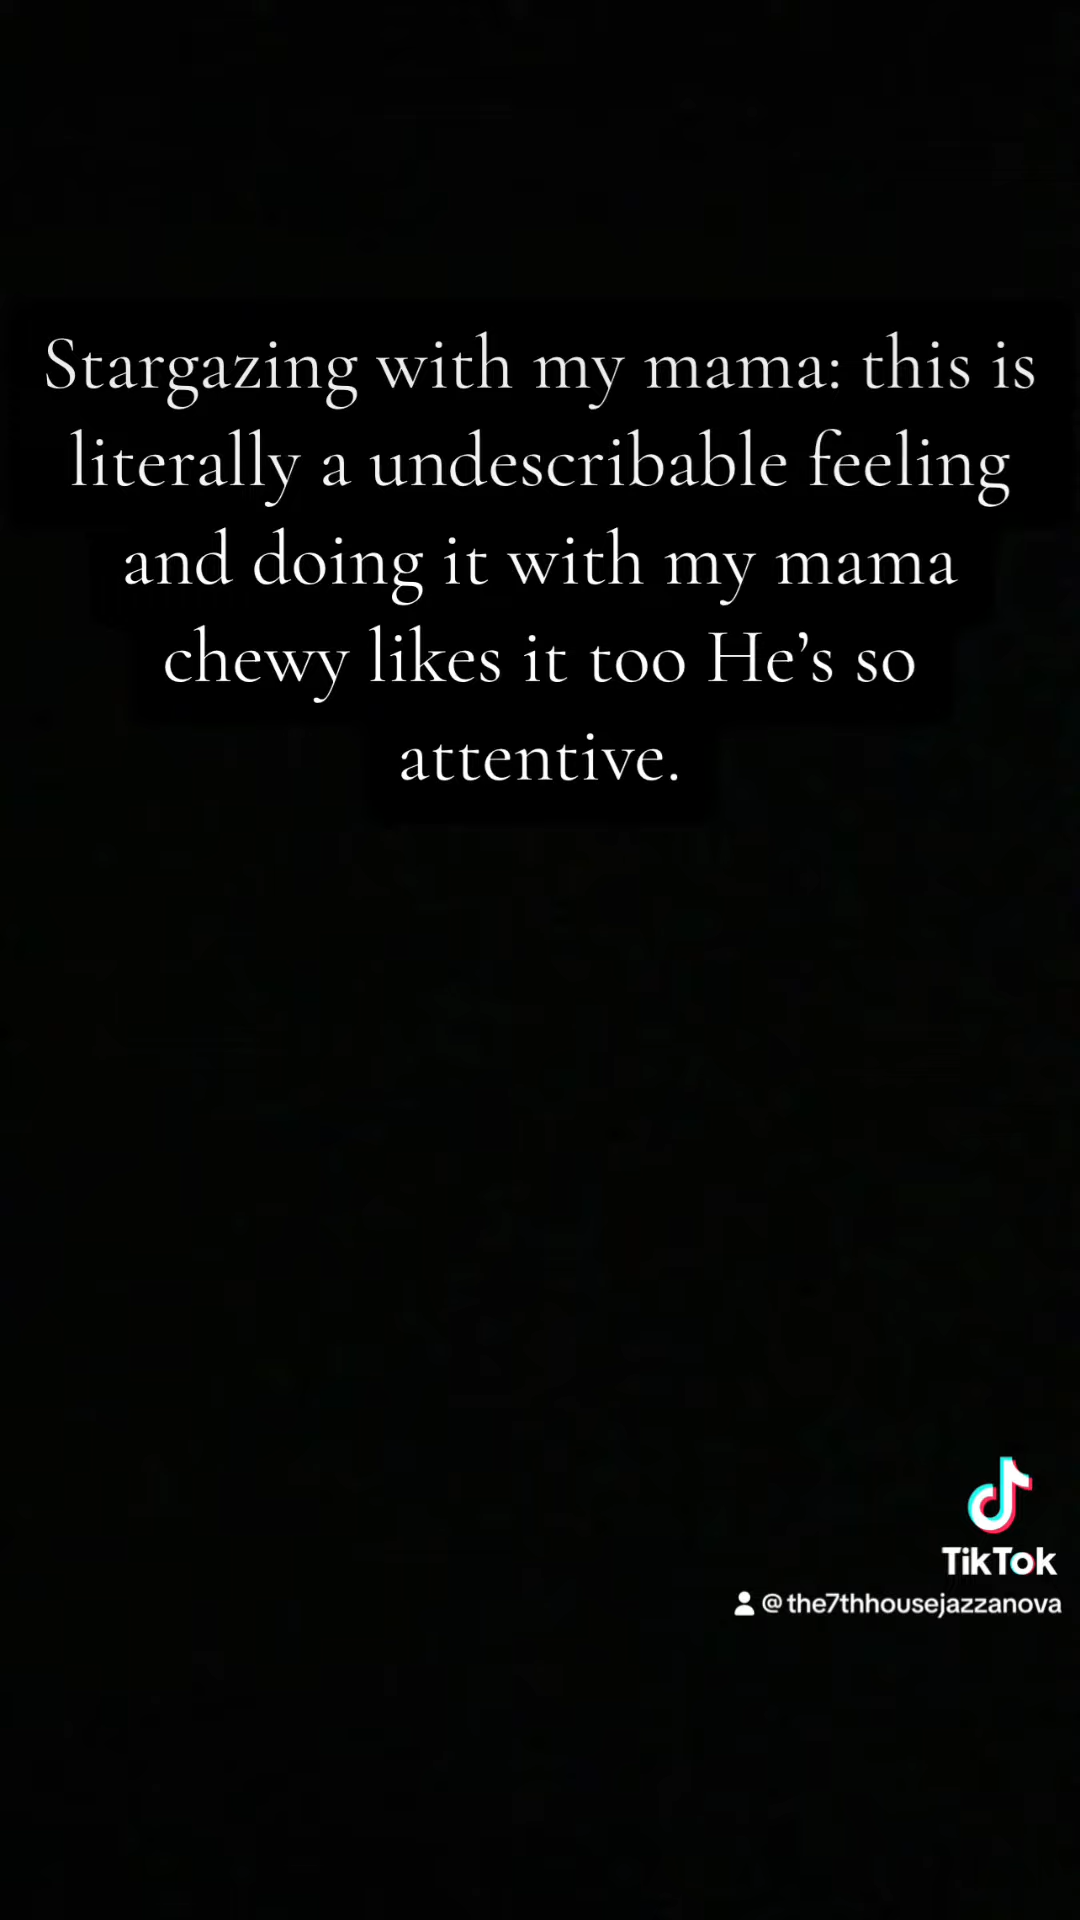 Stargazing with my mama: this is
literally a undescribable feeling
and doing it with my mama
chewy likes it too He’s so
attentive.
TikTok
@the7thhousejazzanova